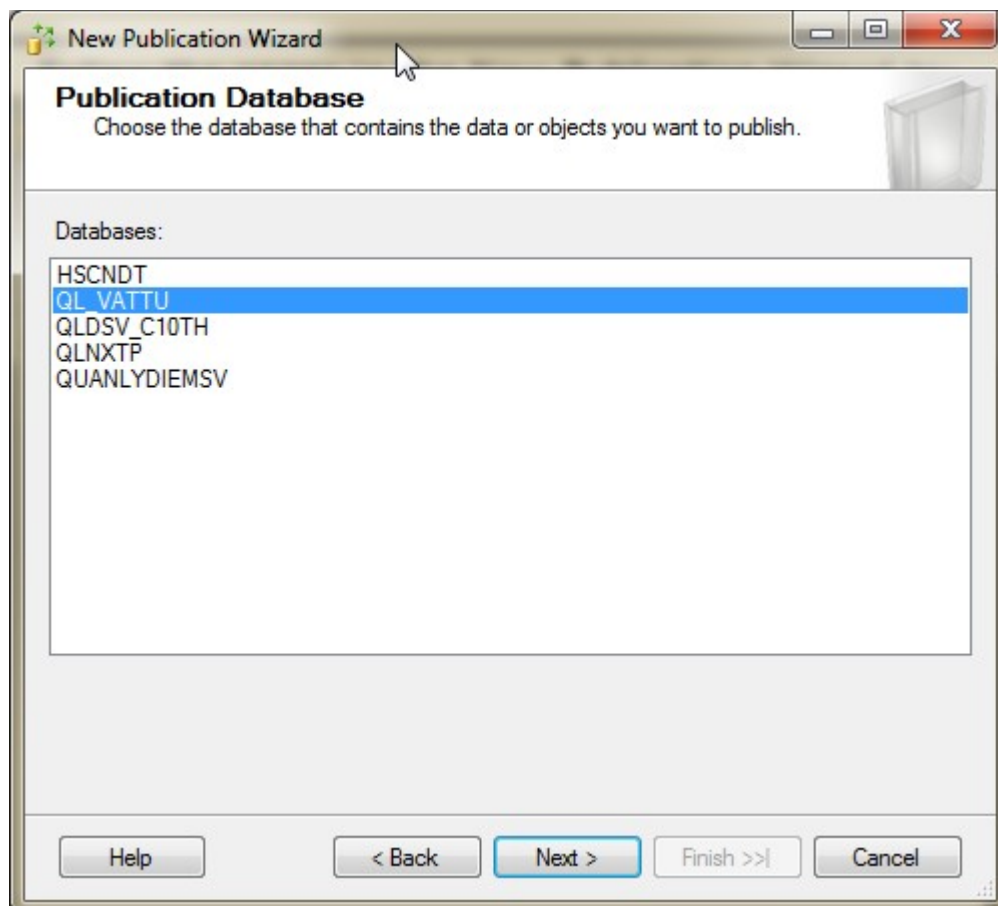 New Publication Wizard
Publication Database
Choose the database that contains the data or objects you want to publish.
Databases:
HSCNDT
QL_VATTU
QLDSV_C10TH
QLNXTP
QUANLYDIEMSV
Help
< Back
Next >
Finish >>|
Cancel